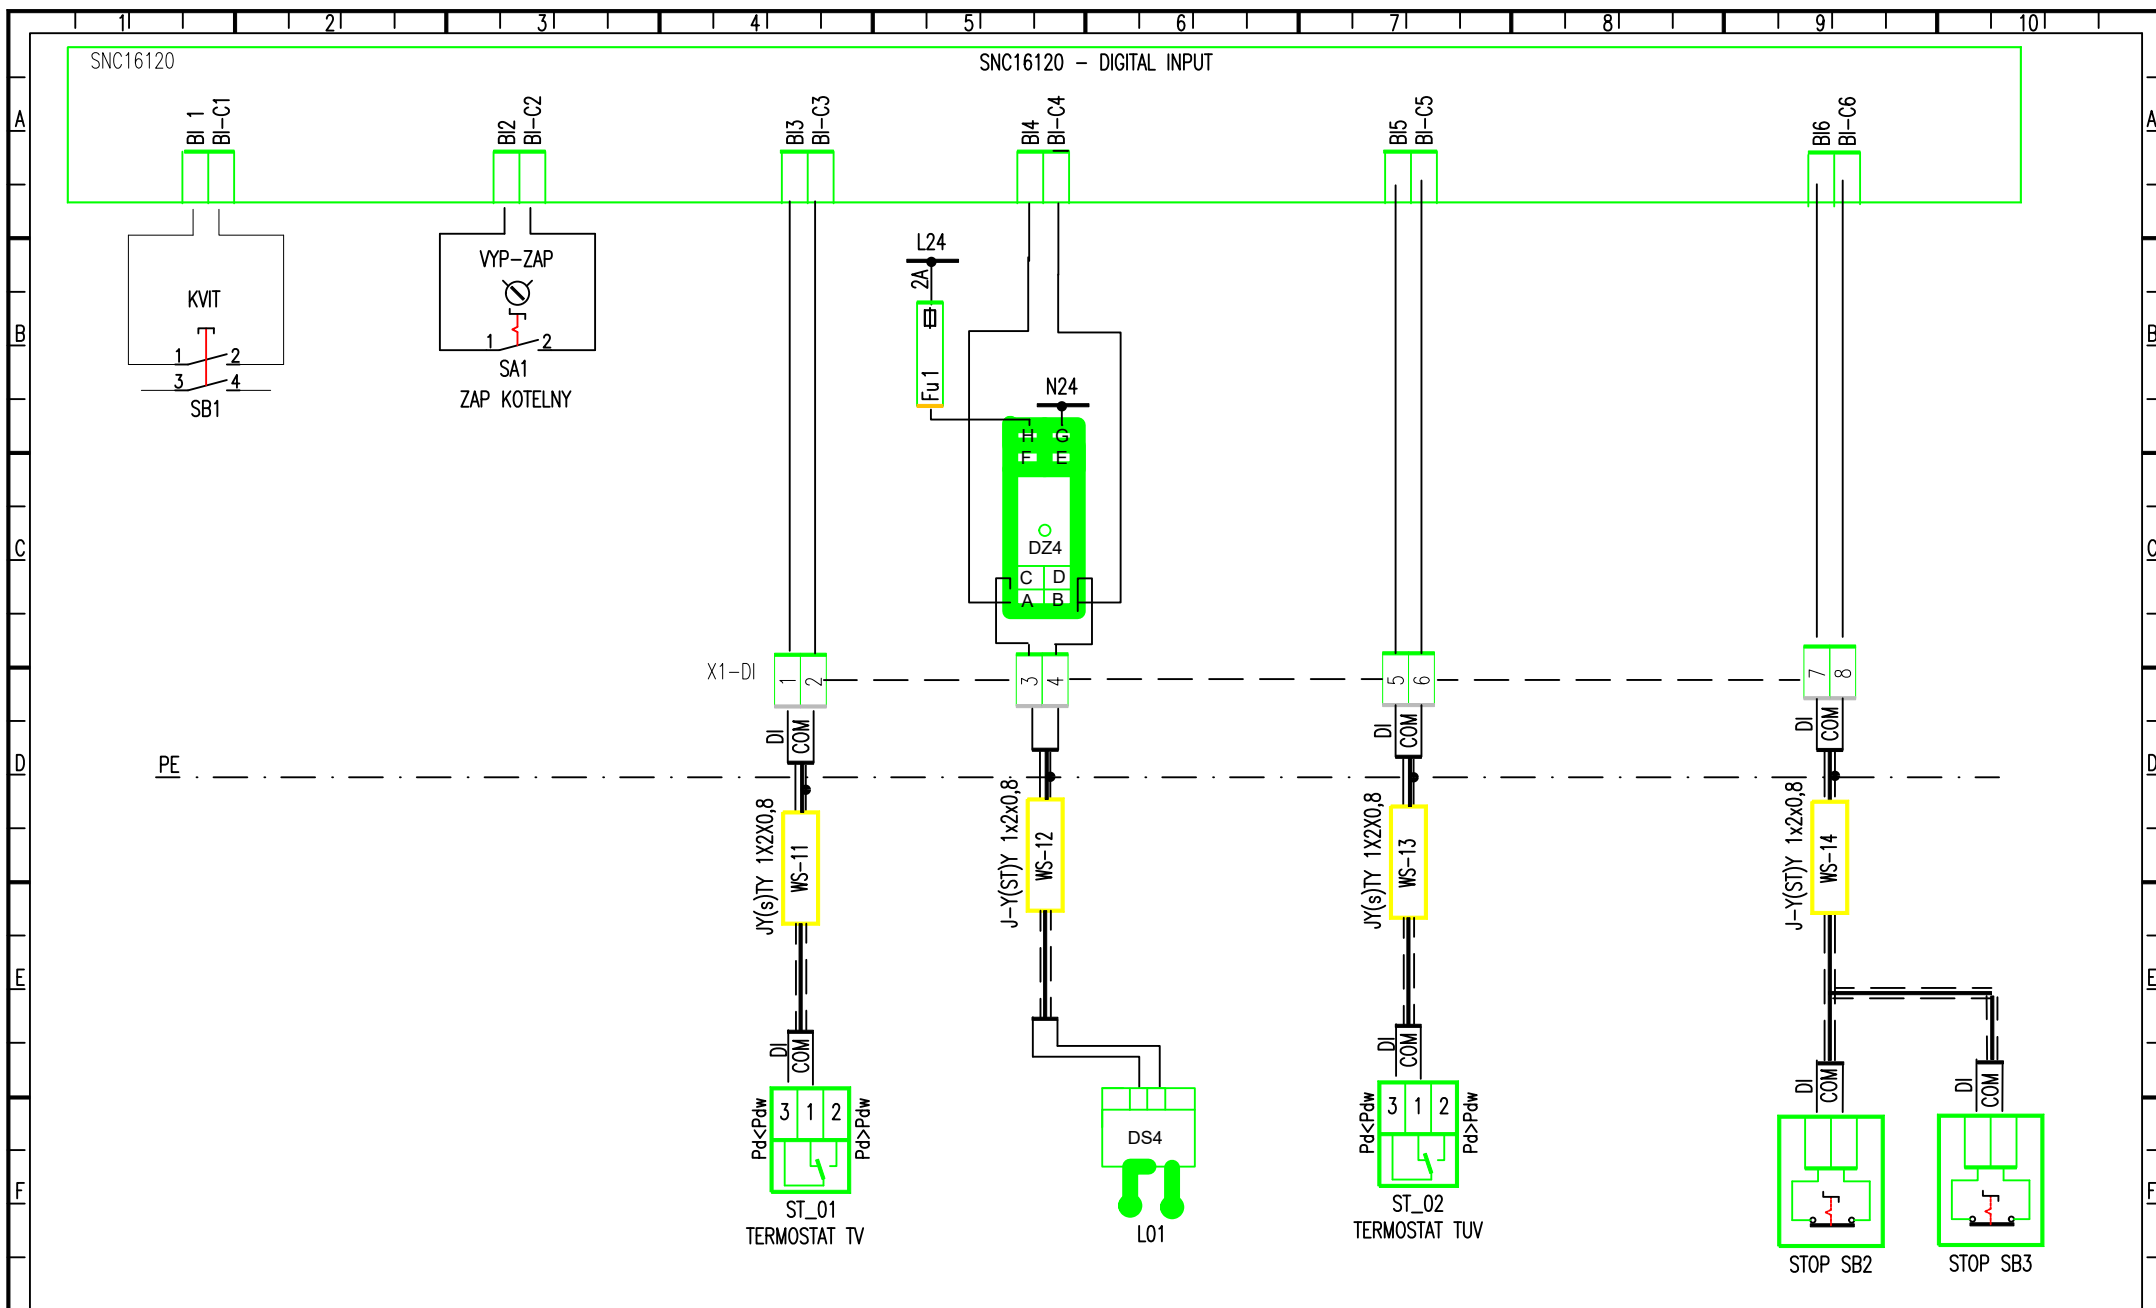 1 2 3 4 5 6 7 8 9 10
SNC16120
SNC16120 - DIGITAL INPUT
A
A
BI 1
BI-C1
BI2
BI-C2
BI3
BI-C3
BI4
BI-C4
BI5
BI-C5
BI6
BI-C6
L24
2A
VYP-ZAP
KVIT
B
B
1 2
3 4
SB1
1 2
SA1
ZAP KOTELNY
Fu1
N24
H G
F E
DZ4
C D
A B
C
C
X1-DI
1
2
3
4
5
6
7
8
DI
COM
DI
COM
DI
COM
D
D
PE
JY(s)TY 1X2X0,8
WS-11
J-Y(ST)Y 1x2x0,8
WS-12
JY(s)TY 1X2X0,8
WS-13
J-Y(ST)Y 1x2x0,8
WS-14
E
E
DI
COM
DI
COM
DI
COM
DI
COM
Pd<Pdw
3 1 2
Pd>Pdw
DS4
Pd<Pdw
3 1 2
Pd>Pdw
F
F
ST_01
TERMOSTAT TV
L01
ST_02
TERMOSTAT TUV
STOP SB2
STOP SB3